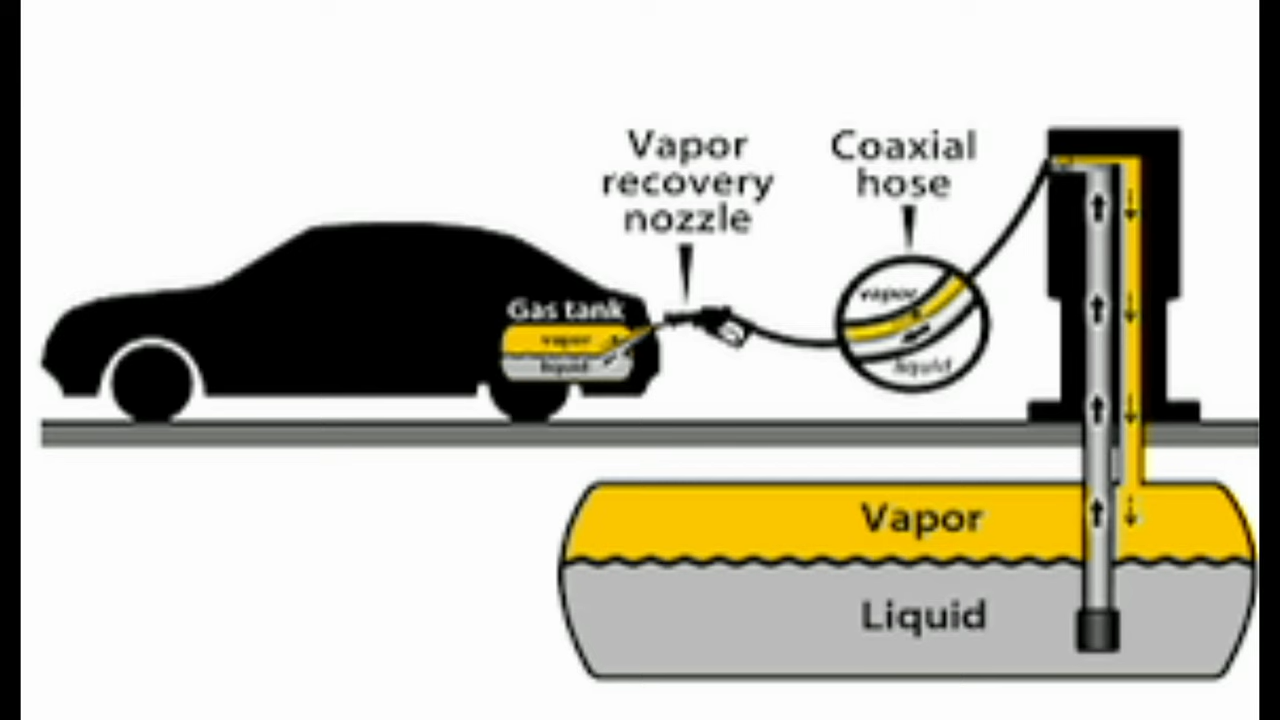 Vapor
recovery
nozzle
Coaxial
hose
Gas tank
vapor
liquid
vapor
liquid
Vapor
Liquid